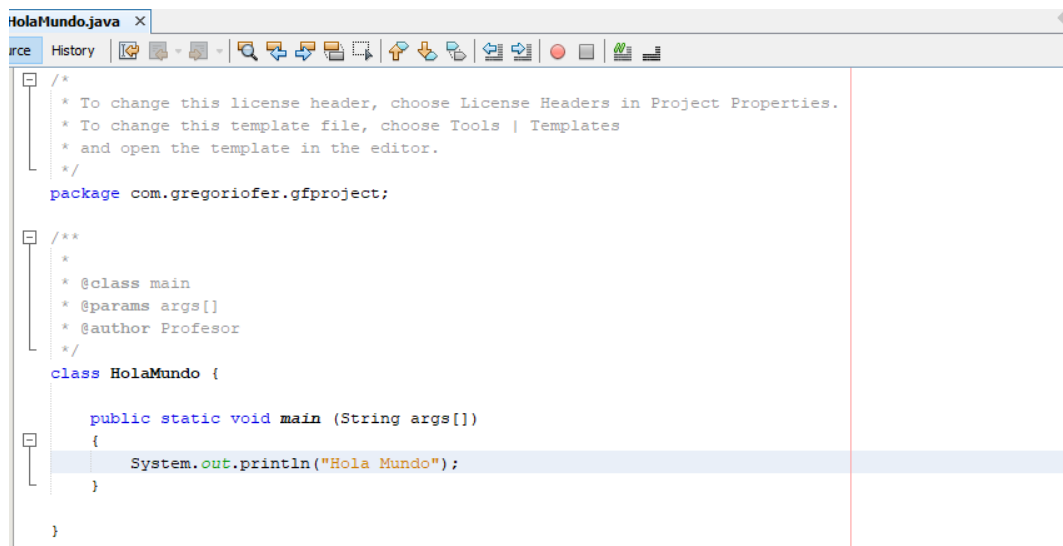 HolaMundo.java
History
/*
* To change this license header, choose License Headers in Project Properties.
* To change this template file, choose Tools | Templates
* and open the template in the editor.
*/
package com.gregoriofer.gfproject;
/**
*
* @class main
* @params args[]
* @author Profesor
*/
class HolaMundo {
public static void main (String args[])
{
System.out.println("Hola Mundo");
}
}